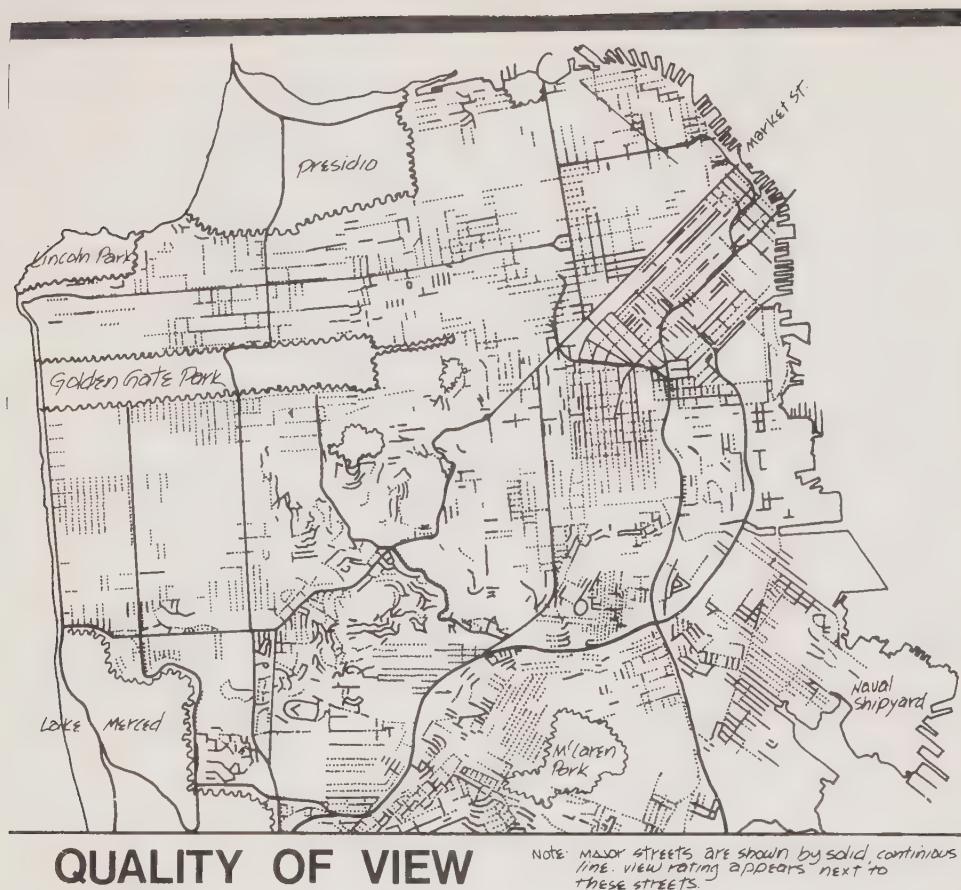 Market St.
Presidio
Lincoln Park
Golden Gate Park
Naval
Shipyard
Lake Merced
McLaren
Park
QUALITY OF VIEW
NOTE: Major streets are shown by solid, continious
line. view rating appears next to
these streets.